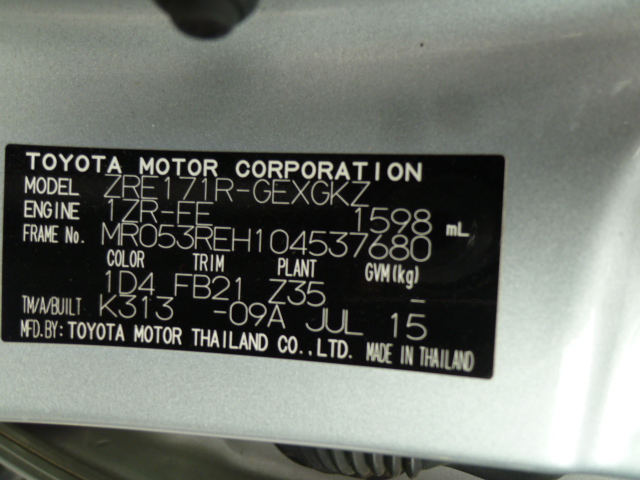 TOYOTA MOTOR CORPORATION
MODEL ZRE171R-GEXGKZ
ENGINE 1ZR-FE 1598 mL
FRAME No. MR053REH104537680
COLOR TRIM PLANT GVM(kg)
1D4 FB21 Z35 -
TM/A/BUILT K313 -09A JUL 15
MFD.BY: TOYOTA MOTOR THAILAND CO.,LTD. MADE IN THAILAND